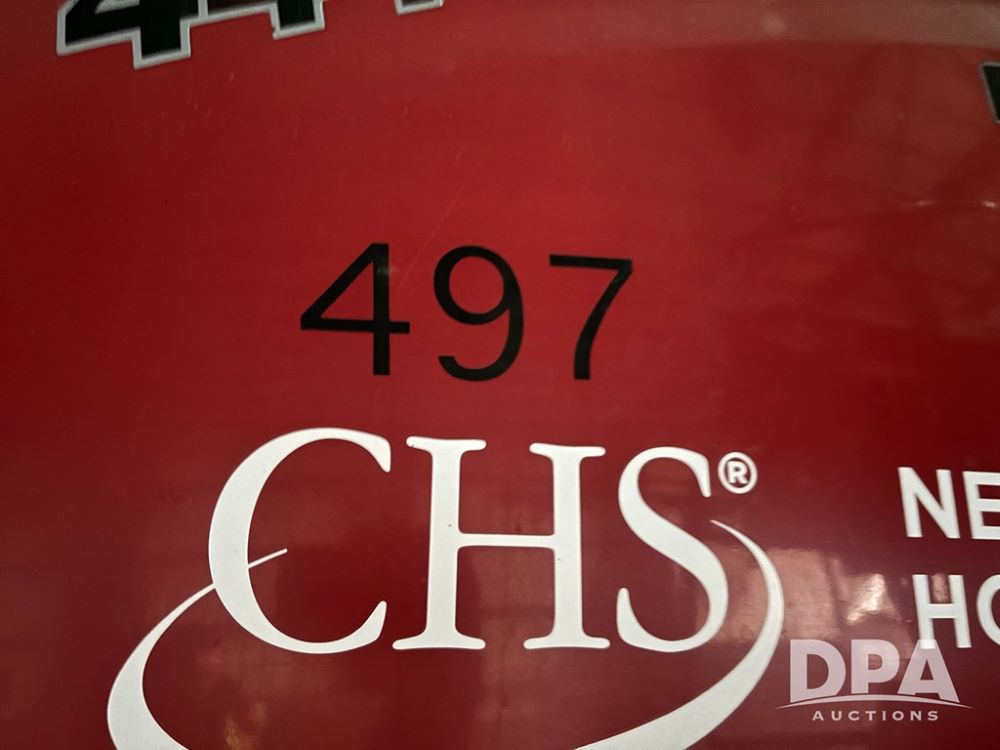 497
CHS®
NE
HO
DPA
AUCTIONS